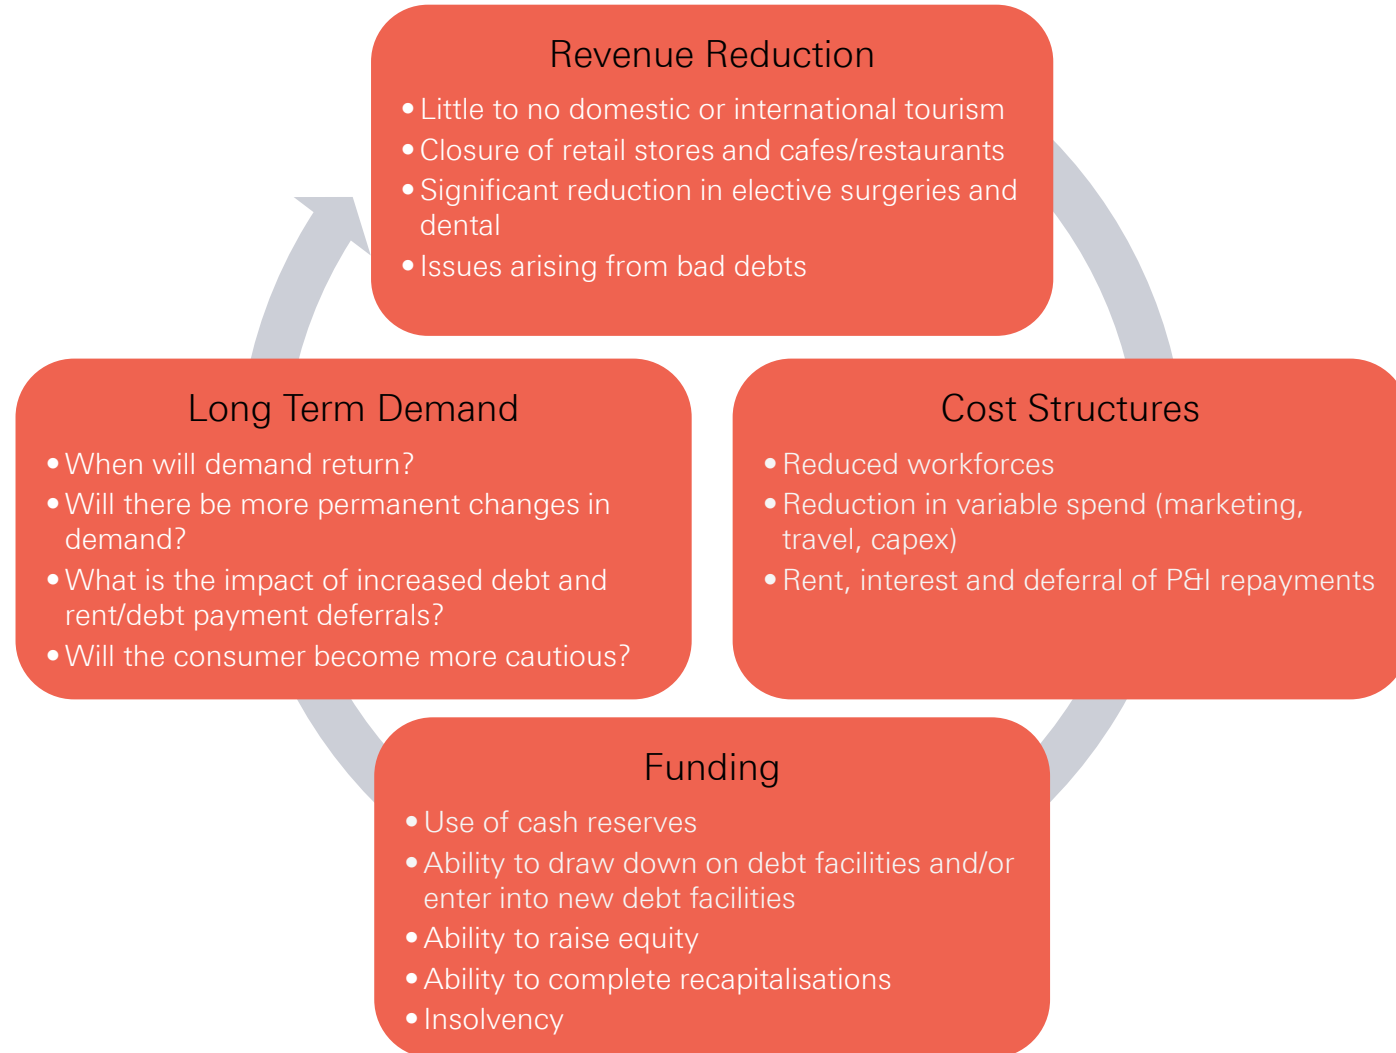 Revenue Reduction
• Little to no domestic or international tourism
• Closure of retail stores and cafes/restaurants
• Significant reduction in elective surgeries and
dental
• Issues arising from bad debts
Long Term Demand
• When will demand return?
• Will there be more permanent changes in
demand?
• What is the impact of increased debt and
rent/debt payment deferrals?
• Will the consumer become more cautious?
Cost Structures
• Reduced workforces
• Reduction in variable spend (marketing,
travel, capex)
• Rent, interest and deferral of P&I repayments
Funding
• Use of cash reserves
• Ability to draw down on debt facilities and/or
enter into new debt facilities
• Ability to raise equity
• Ability to complete recapitalisations
• Insolvency